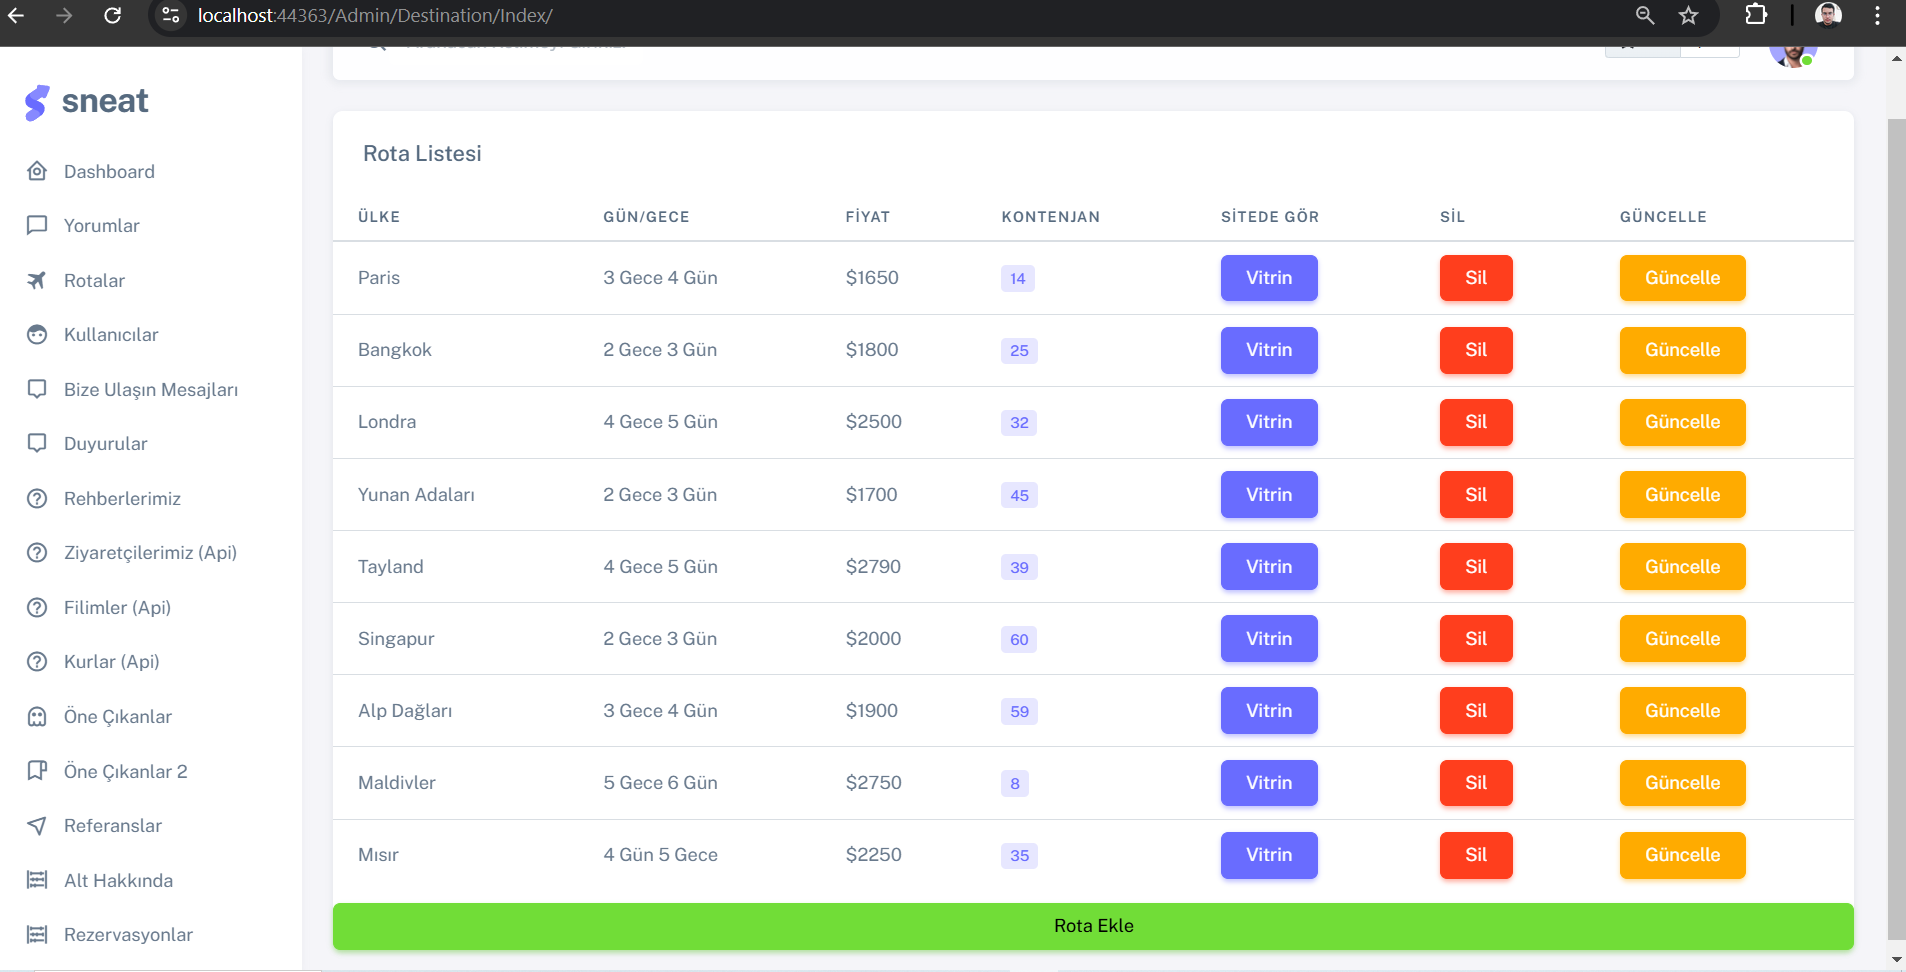 localhost:44363/Admin/Destination/Index/
sneat
Dashboard
Yorumlar
Rotalar
Kullanıcılar
Bize Ulaşın Mesajları
Duyurular
Rehberlerimiz
Ziyaretçilerimiz (Api)
Filimler (Api)
Kurlar (Api)
Öne Çıkanlar
Öne Çıkanlar 2
Referanslar
Alt Hakkında
Rezervasyonlar
Rota Listesi
ÜLKE GÜN/GECE FİYAT KONTENJAN SİTEDE GÖR SİL GÜNCELLE
Paris 3 Gece 4 Gün $1650 14 Vitrin Sil Güncelle
Bangkok 2 Gece 3 Gün $1800 25 Vitrin Sil Güncelle
Londra 4 Gece 5 Gün $2500 32 Vitrin Sil Güncelle
Yunan Adaları 2 Gece 3 Gün $1700 45 Vitrin Sil Güncelle
Tayland 4 Gece 5 Gün $2790 39 Vitrin Sil Güncelle
Singapur 2 Gece 3 Gün $2000 60 Vitrin Sil Güncelle
Alp Dağları 3 Gece 4 Gün $1900 59 Vitrin Sil Güncelle
Maldivler 5 Gece 6 Gün $2750 8 Vitrin Sil Güncelle
Mısır 4 Gün 5 Gece $2250 35 Vitrin Sil Güncelle
Rota Ekle